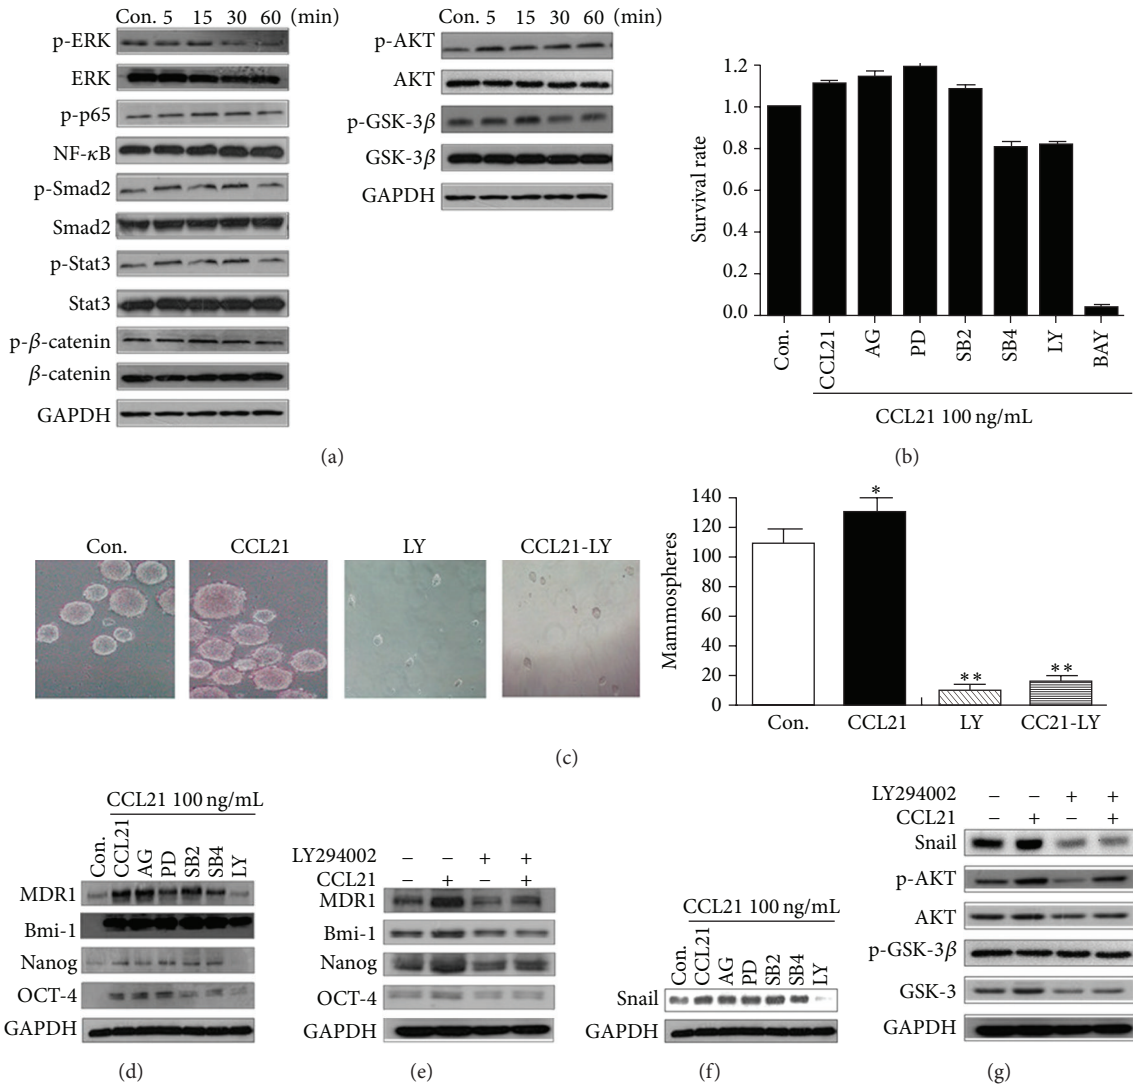 Con. 5 15 30 60 (min)
p-ERK
ERK
p-p65
NF-κB
p-Smad2
Smad2
p-Stat3
Stat3
p-β-catenin
β-catenin
GAPDH
Con. 5 15 30 60 (min)
p-AKT
AKT
p-GSK-3β
GSK-3β
GAPDH
(a)
Survival rate
1.2
1.0
0.8
0.6
0.4
0.2
0.0
Con.
CCL21
AG
PD
SB2
SB4
LY
BAY
CCL21 100 ng/mL
(b)
Con. CCL21 LY CCL21-LY
Mammospheres
140
120
100
80
60
40
20
0
*
**
**
Con. CCL21 LY CC21-LY
(c)
CCL21 100 ng/mL
Con. CCL21 AG PD SB2 SB4 LY
MDR1
Bmi-1
Nanog
OCT-4
GAPDH
(d)
LY294002 − − + +
CCL21 − + − +
MDR1
Bmi-1
Nanog
OCT-4
GAPDH
(e)
CCL21 100 ng/mL
Con. CCL21 AG PD SB2 SB4 LY
Snail
GAPDH
(f)
LY294002 − − + +
CCL21 − + − +
Snail
p-AKT
AKT
p-GSK-3β
GSK-3
GAPDH
(g)